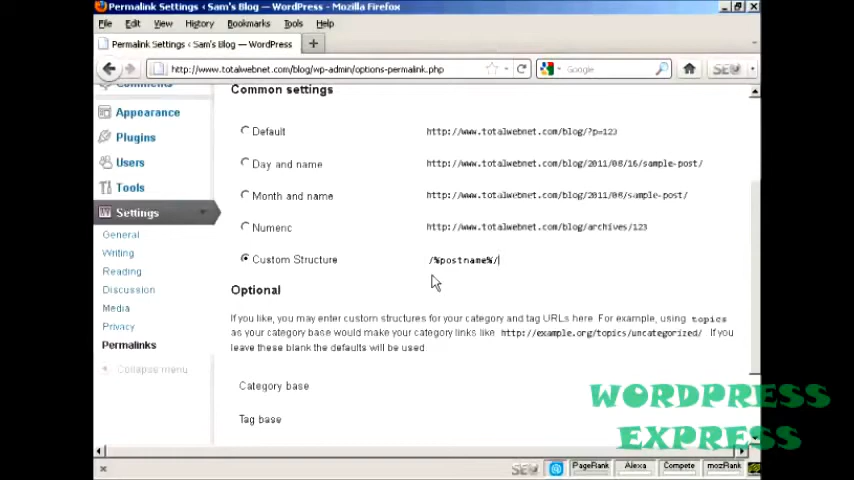 Permalink Settings ‹ Sam's Blog — WordPress - Mozilla Firefox
File Edit View History Bookmarks Tools Help
Permalink Settings ‹ Sam's Blog — WordPress
http://www.totalwebnet.com/blog/wp-admin/options-permalink.php
Google
SEO
Comments
Appearance
Plugins
Users
Tools
Settings
General
Writing
Reading
Discussion
Media
Privacy
Permalinks
Collapse menu
Common settings
Default http://www.totalwebnet.com/blog/?p=123
Day and name http://www.totalwebnet.com/blog/2011/08/16/sample-post/
Month and name http://www.totalwebnet.com/blog/2011/08/sample-post/
Numeric http://www.totalwebnet.com/blog/archives/123
Custom Structure /%postname%/
Optional
If you like, you may enter custom structures for your category and tag URLs here. For example, using topics
as your category base would make your category links like http://example.org/topics/uncategorized/ If you
leave these blank the defaults will be used.
Category base
Tag base
WORDPRESS
EXPRESS
SEO PageRank Alexa Compete mozRank